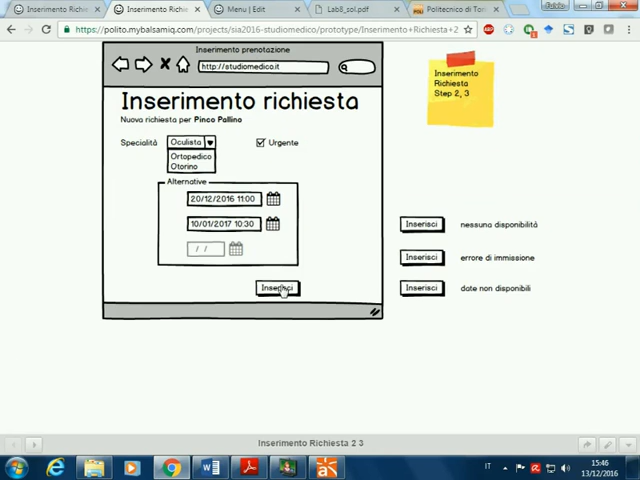 Inserimento Richie
Inserimento Richie
Menu | Edit
Lab8_sol.pdf
Politecnico di Tor
https://polito.mybalsamiq.com/projects/sia2016-studiomedico/prototype/Inserimento+Richiesta+2
Inserimento prenotazione
http://studiomedico.it
Inserimento richiesta
Nuova richiesta per Pinco Pallino
Specialità
Oculista
Urgente
Ortopedico
Otorino
Alternative
20/12/2016 11:00
10/01/2017 10:30
/ /
Inserisci
Inserimento
Richiesta
Step 2, 3
Inserisci nessuna disponibilità
Inserisci errore di immissione
Inserisci date non disponibili
Inserimento Richiesta 2 3
IT
15:46
13/12/2016